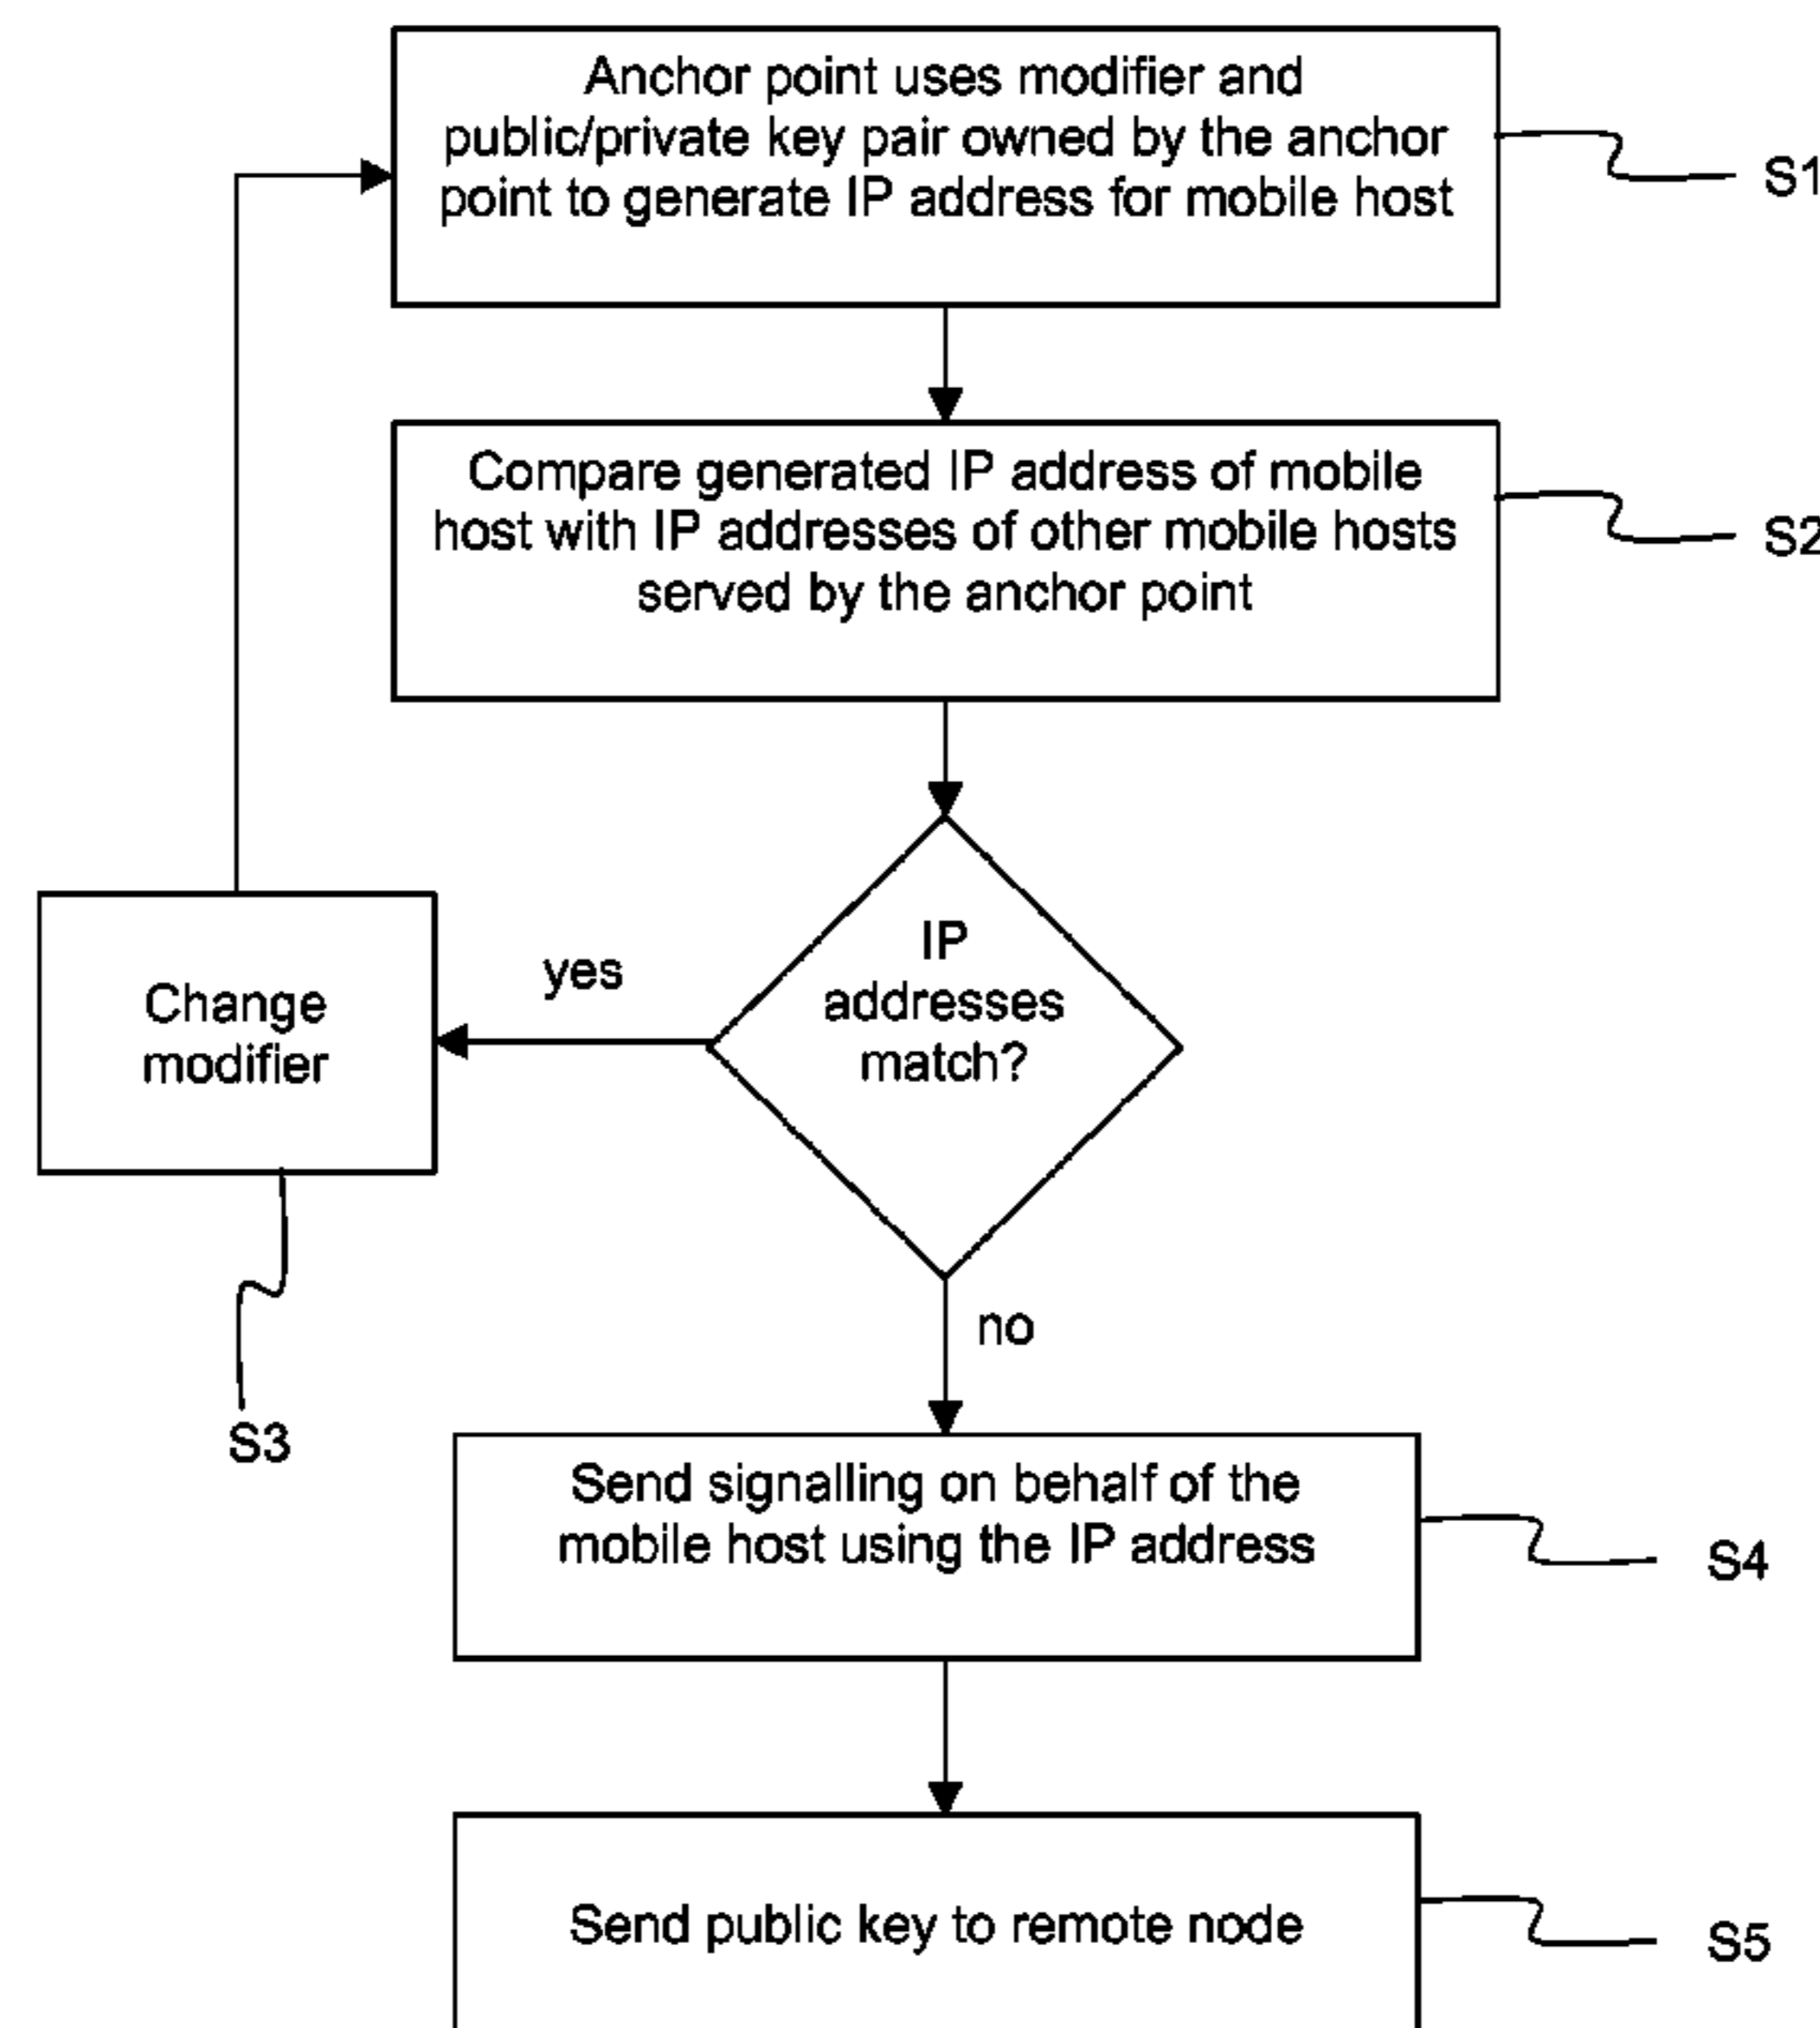 Anchor point uses modifier and
public/private key pair owned by the anchor
point to generate IP address for mobile host
S1
Compare generated IP address of mobile
host with IP addresses of other mobile hosts
served by the anchor point
S2
IP
addresses
match?
yes
Change
modifier
no
S3
Send signalling on behalf of the
mobile host using the IP address
S4
Send public key to remote node
S5